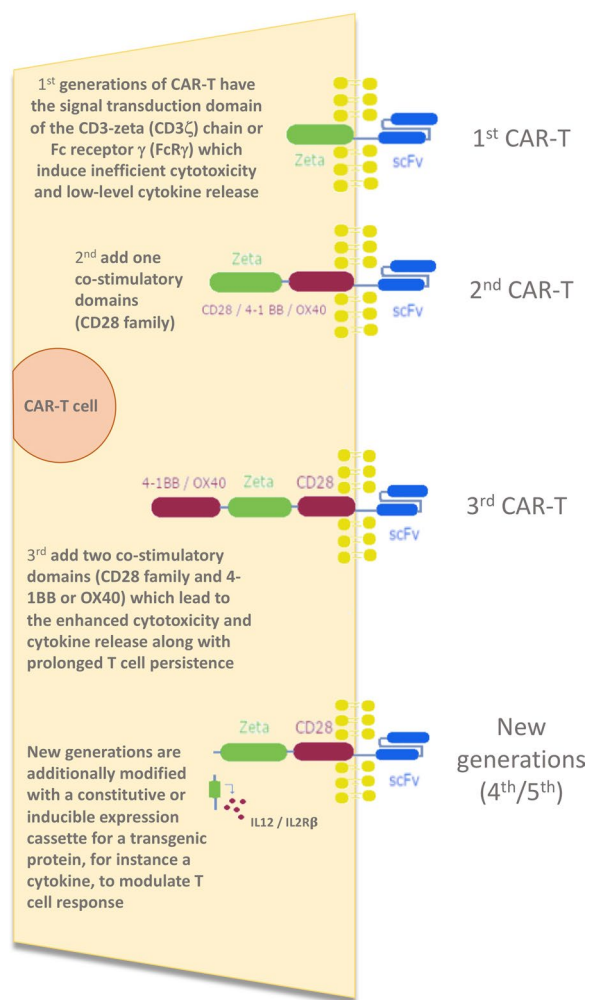 1st generations of CAR-T have
the signal transduction domain
of the CD3-zeta (CD3ζ) chain or
Fc receptor γ (FcRγ) which
induce inefficient cytotoxicity
and low-level cytokine release
Zeta
scFv
1st CAR-T
2nd add one
co-stimulatory
domains
(CD28 family)
Zeta
CD28 / 4-1 BB / OX40
scFv
2nd CAR-T
CAR-T cell
4-1BB / OX40
Zeta
CD28
scFv
3rd CAR-T
3rd add two co-stimulatory
domains (CD28 family and 4-
1BB or OX40) which lead to
the enhanced cytotoxicity and
cytokine release along with
prolonged T cell persistence
Zeta
CD28
scFv
New
generations
(4th/5th)
New generations are
additionally modified
with a constitutive or
inducible expression
cassette for a transgenic
protein, for instance a
cytokine, to modulate T
cell response
IL12 / IL2Rβ